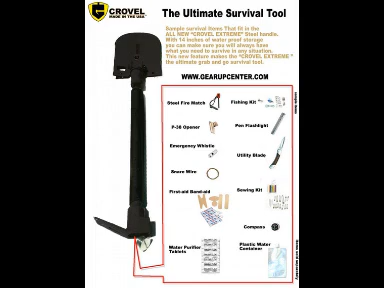 CROVEL
MADE IN THE USA
The Ultimate Survival Tool
Sample survival items That fit in the
ALL NEW "CROVEL EXTREME" Steel handle.
With 14 inches of water proof storage
you can make sure you will always have
what you need to survive in any situation.
This new feature makes the "CROVEL EXTREME"
the ultimate grab and go survival tool.
WWW.GEARUPCENTER.COM
Steel Fire Match
Fishing Kit
P-38 Opener
Pen Flashlight
Emergency Whistle
Utility Blade
Snare Wire
First-aid Band-aid
Sewing Kit
Compass
Water Purifier
Tablets
Plastic Water
Container